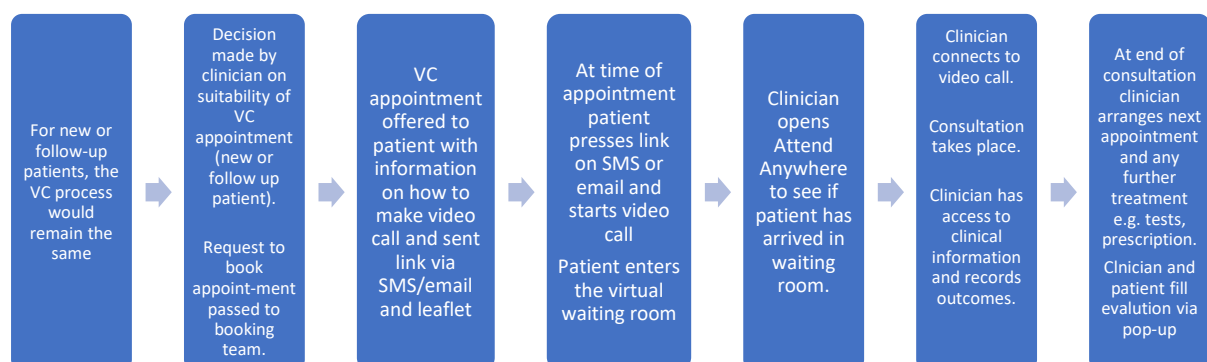 For new or
follow-up
patients, the
VC process
would
remain the
same
Decision
made by
clinician on
suitability of
VC
appointment
(new or
follow up
patient).
Request to
book
appoint-ment
passed to
booking
team.
VC
appointment
offered to
patient with
information
on how to
make video
call and sent
link via
SMS/email
and leaflet
At time of
appointment
patient
presses link
on SMS or
email and
starts video
call
Patient enters
the virtual
waiting room
Clinician
opens
Attend
Anywhere
to see if
patient has
arrived in
waiting
room.
Clinician
connects to
video call.
Consultation
takes place.
Clinician has
access to
clinical
information
and records
outcomes.
At end of
consultation
clinician
arranges next
appointment
and any
further
treatment
e.g. tests,
prescription.
Clnician and
patient fill
evalution via
pop-up